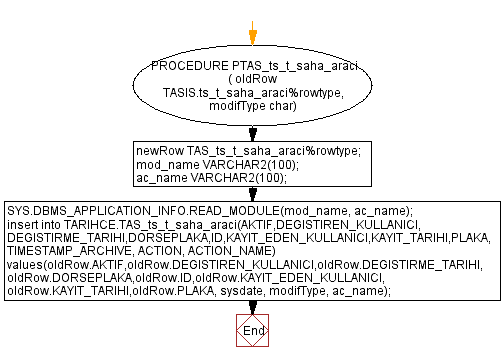 PROCEDURE PTAS_ts_t_saha_araci
( oldRow
TASIS.ts_t_saha_araci%rowtype,
modifType char)
newRow TAS_ts_t_saha_araci%rowtype;
mod_name VARCHAR2(100);
ac_name VARCHAR2(100);
SYS.DBMS_APPLICATION_INFO.READ_MODULE(mod_name, ac_name);
insert into TARIHCE.TAS_ts_t_saha_araci(AKTIF,DEGISTIREN_KULLANICI,
DEGISTIRME_TARIHI,DORSEPLAKA,ID,KAYIT_EDEN_KULLANICI,KAYIT_TARIHI,PLAKA,
TIMESTAMP_ARCHIVE, ACTION, ACTION_NAME)
values(oldRow.AKTIF,oldRow.DEGISTIREN_KULLANICI,oldRow.DEGISTIRME_TARIHI,
oldRow.DORSEPLAKA,oldRow.ID,oldRow.KAYIT_EDEN_KULLANICI,
oldRow.KAYIT_TARIHI,oldRow.PLAKA, sysdate, modifType, ac_name);
End